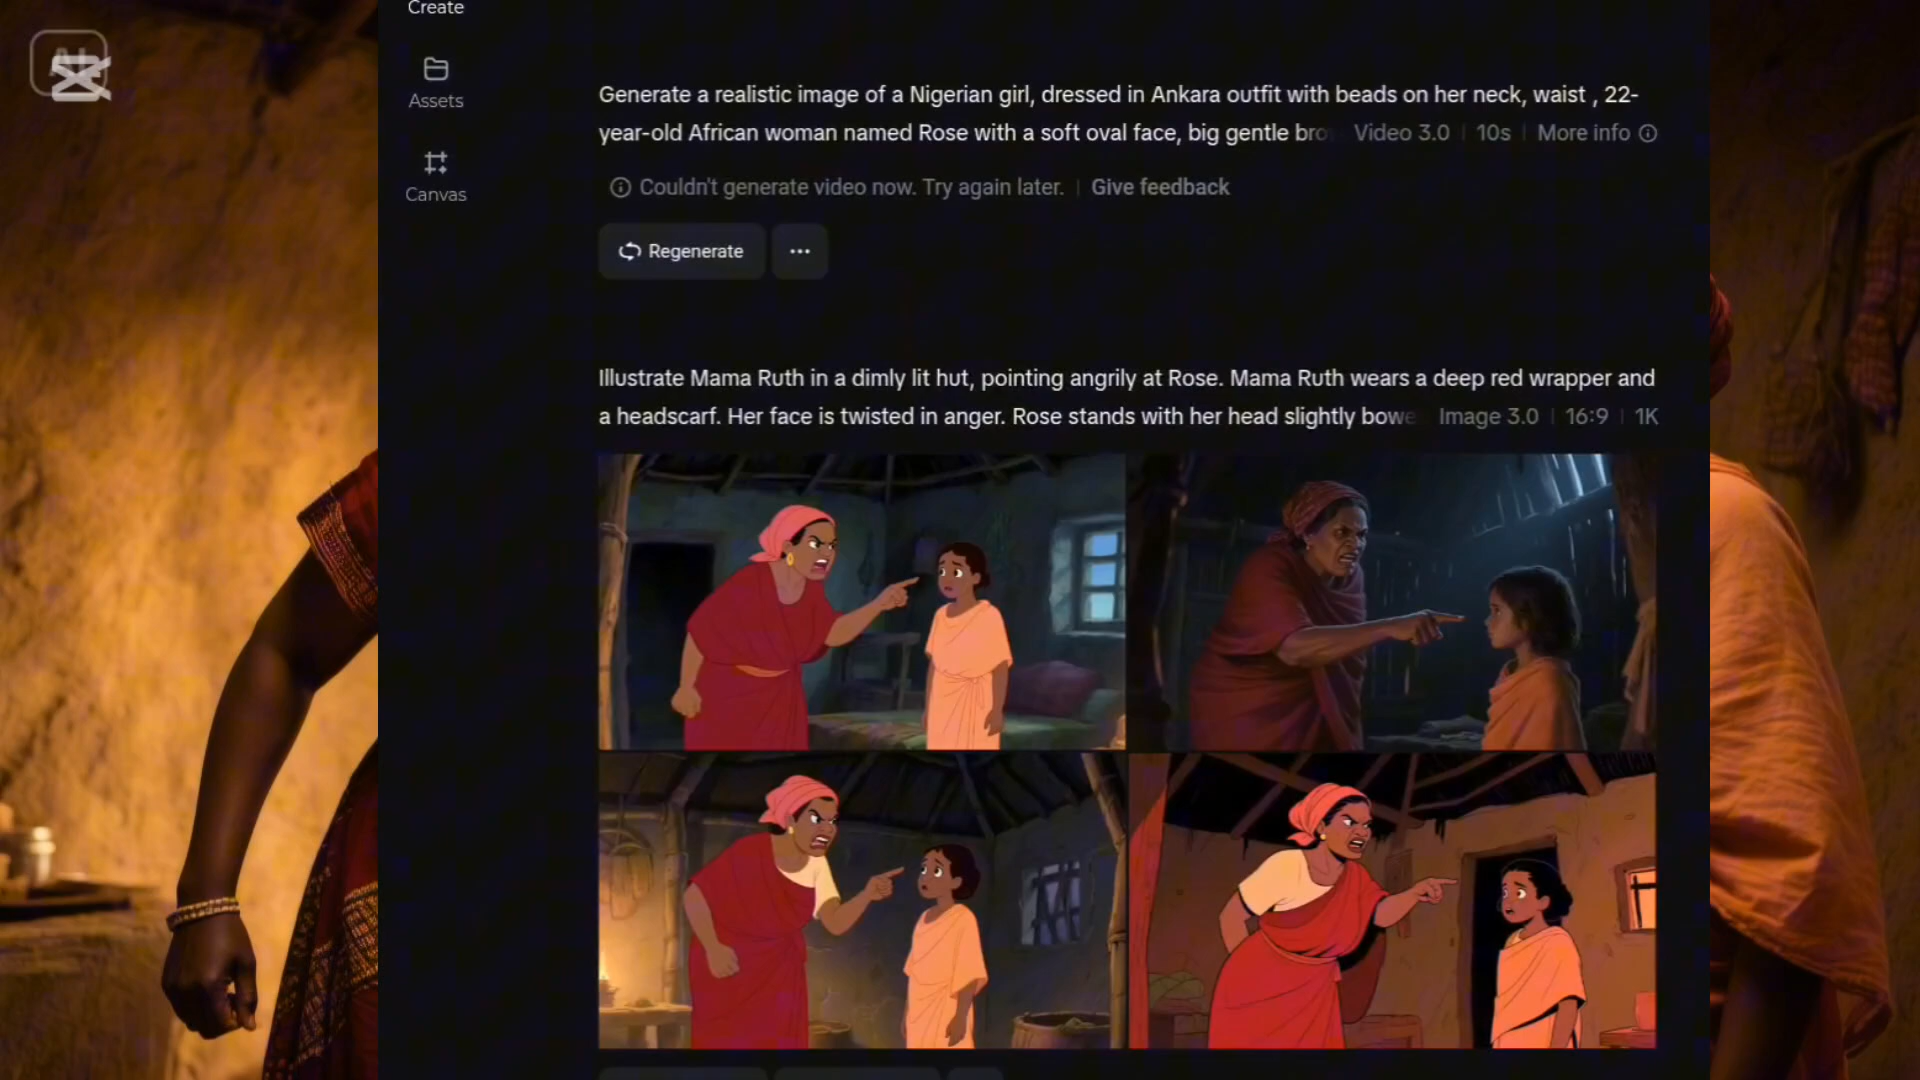 Create
Assets
Canvas
Generate a realistic image of a Nigerian girl, dressed in Ankara outfit with beads on her neck, waist , 22-
year-old African woman named Rose with a soft oval face, big gentle bro Video 3.0 | 10s | More info
Couldn't generate video now. Try again later. | Give feedback
Regenerate
Illustrate Mama Ruth in a dimly lit hut, pointing angrily at Rose. Mama Ruth wears a deep red wrapper and
a headscarf. Her face is twisted in anger. Rose stands with her head slightly bowe Image 3.0 | 16:9 | 1K